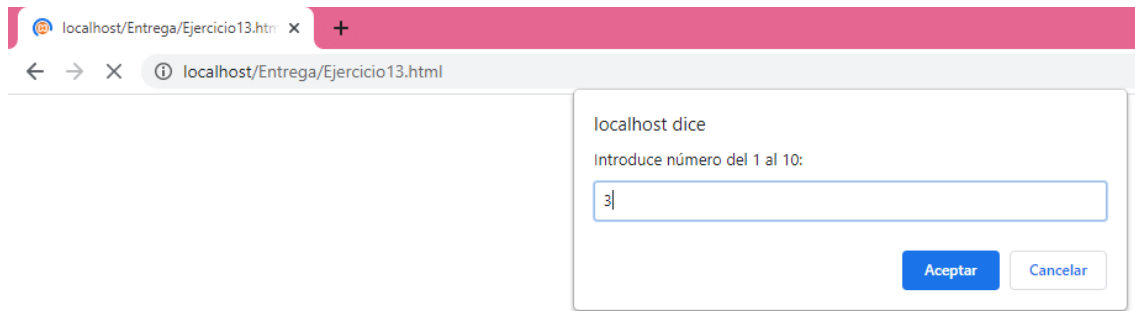 localhost/Entrega/Ejercicio13.htm
localhost/Entrega/Ejercicio13.html
localhost dice
Introduce número del 1 al 10:
3
Aceptar Cancelar